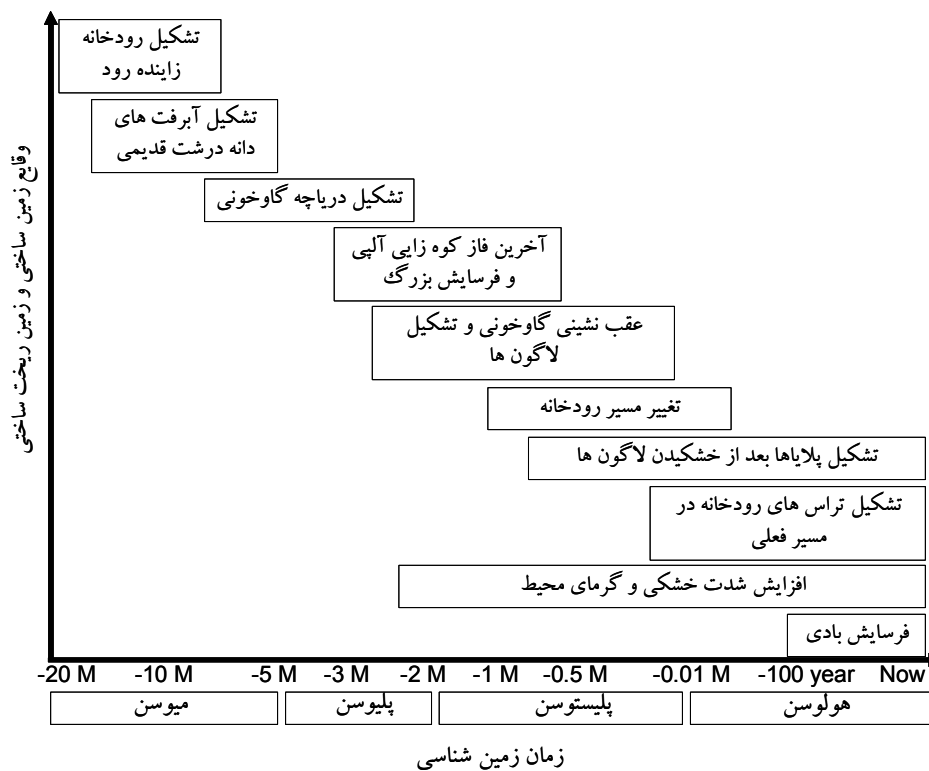 تشکیل رودخانه
زاینده رود
تشکیل آبرفت های
دانه درشت قدیمی
تشکیل دریاچه گاوخونی
آخرین فاز کوه زایی آلپی
و فرسایش بزرگ
عقب نشینی گاوخونی و تشکیل
لاگون ها
تغییر مسیر رودخانه
تشکیل پلایاها بعد از خشکیدن لاگون ها
تشکیل تراس های رودخانه در
مسیر فعلی
افزایش شدت خشکی و گرمای محیط
فرسایش بادی
وقایع زمین ساختی و زمین ریخت ساختی
-20 M -10 M -5 M -3 M -2 M -1 M -0.5 M -0.01 M -100 year Now
میوسن
پلیوسن
پلیستوسن
هولوسن
زمان زمین شناسی